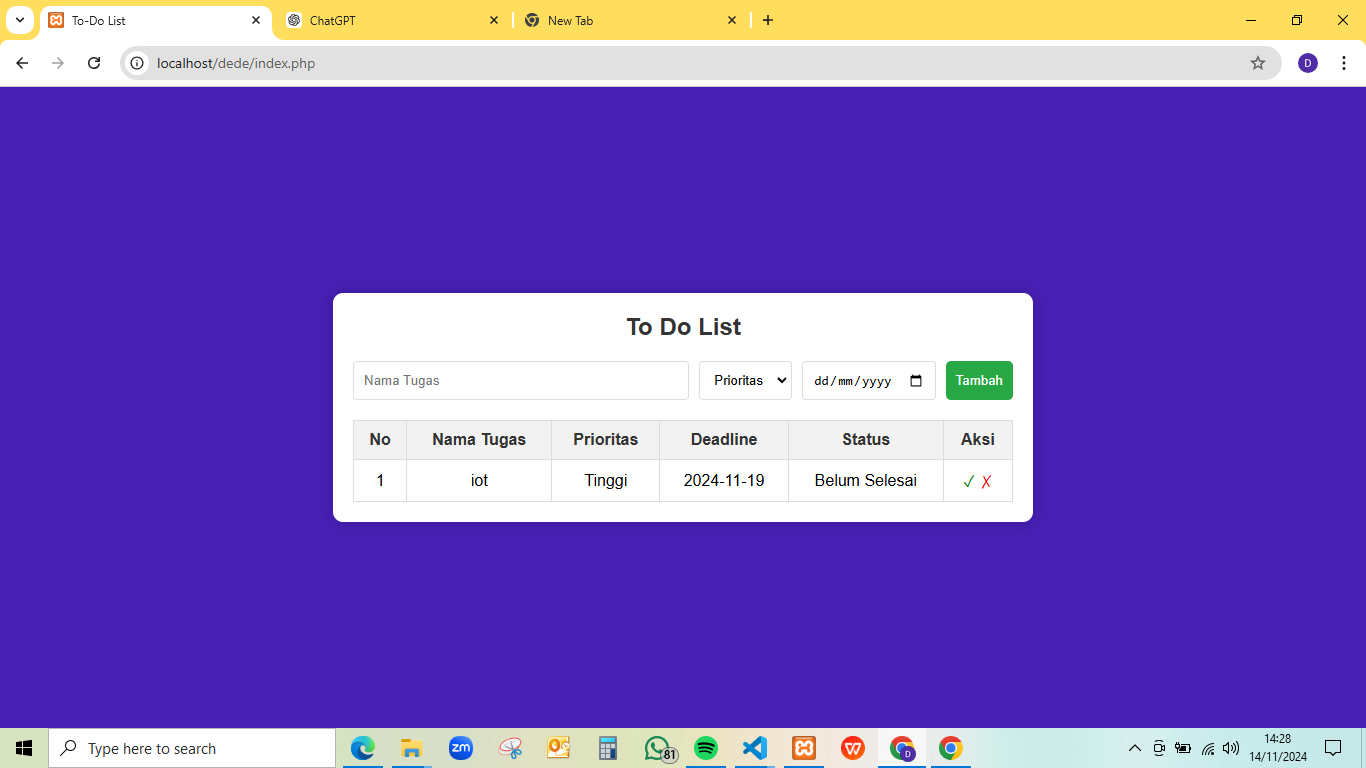 To-Do List
ChatGPT
New Tab
localhost/dede/index.php
D
To Do List
Nama Tugas Prioritas dd/mm/yyyy Tambah
No Nama Tugas Prioritas Deadline Status Aksi
1 iot Tinggi 2024-11-19 Belum Selesai ✓ ✗
Type here to search
zm
81
W
D
14:28
14/11/2024